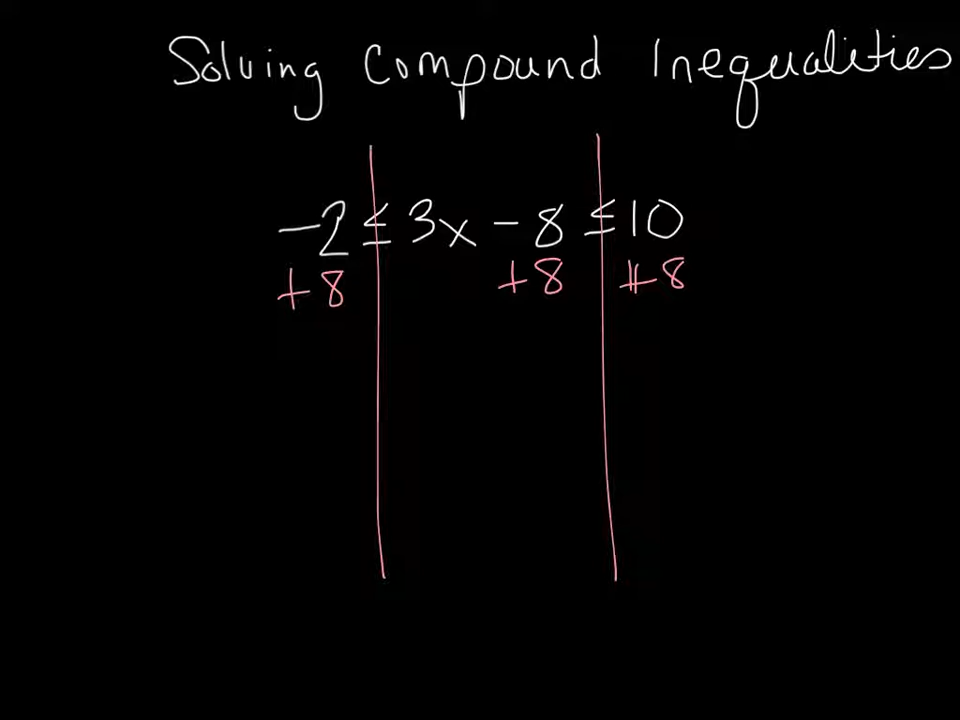 Solving Compound Inequalities
-2 ≤ 3x - 8 ≤ 10
+8 +8 +8